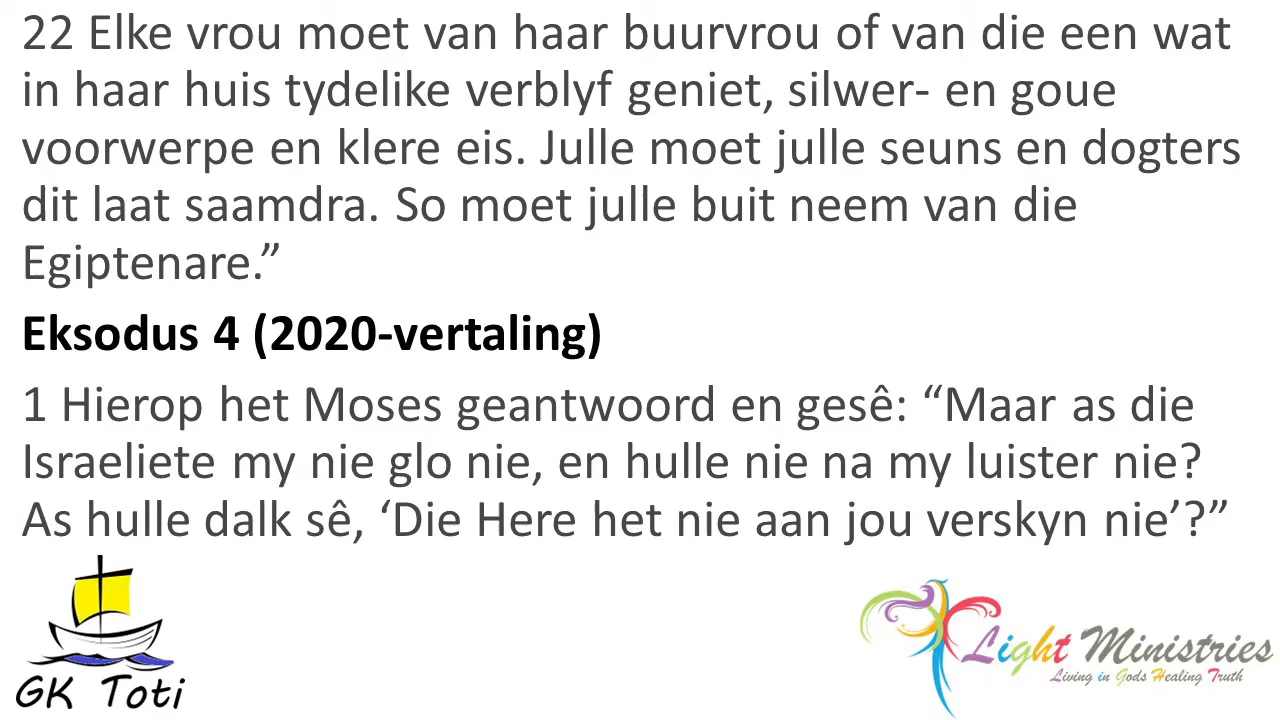 22 Elke vrou moet van haar buurvrou of van die een wat
in haar huis tydelike verblyf geniet, silwer- en goue
voorwerpe en klere eis. Julle moet julle seuns en dogters
dit laat saamdra. So moet julle buit neem van die
Egiptenare.”
Eksodus 4 (2020-vertaling)
1 Hierop het Moses geantwoord en gesê: “Maar as die
Israeliete my nie glo nie, en hulle nie na my luister nie?
As hulle dalk sê, ‘Die Here het nie aan jou verskyn nie’?”
GK Toti
Light Ministries
Living in Gods Healing Truth